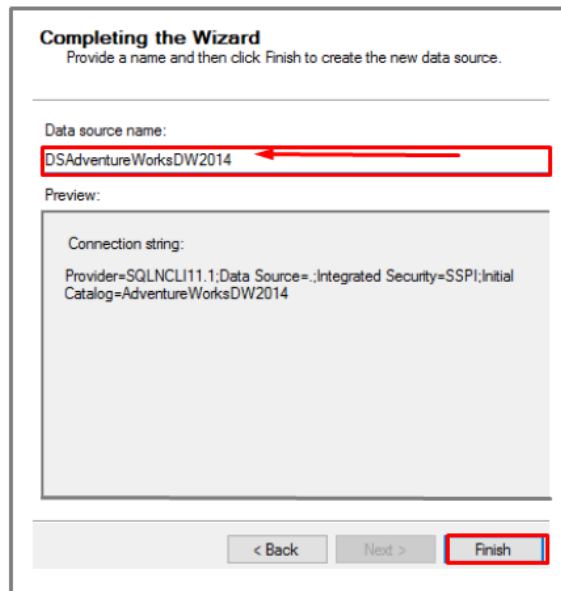 Completing the Wizard
Provide a name and then click Finish to create the new data source.
Data source name:
DSAdventureWorksDW2014
Preview:
Connection string:
Provider=SQLNCLI11.1;Data Source=.;Integrated Security=SSPI;Initial
Catalog=AdventureWorksDW2014
< Back Next > Finish